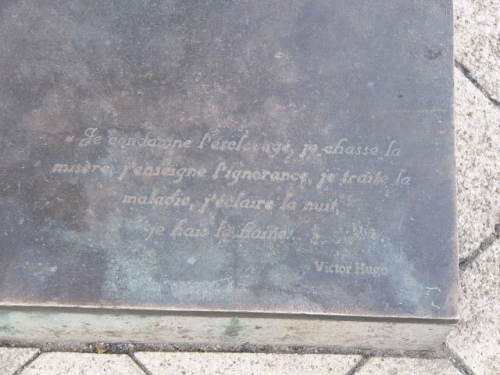 « Je condamne l'esclavage, je chasse la
misère, j'enseigne l'ignorance, je traite la
maladie, j'éclaire la nuit,
je hais la haine...
Victor Hugo